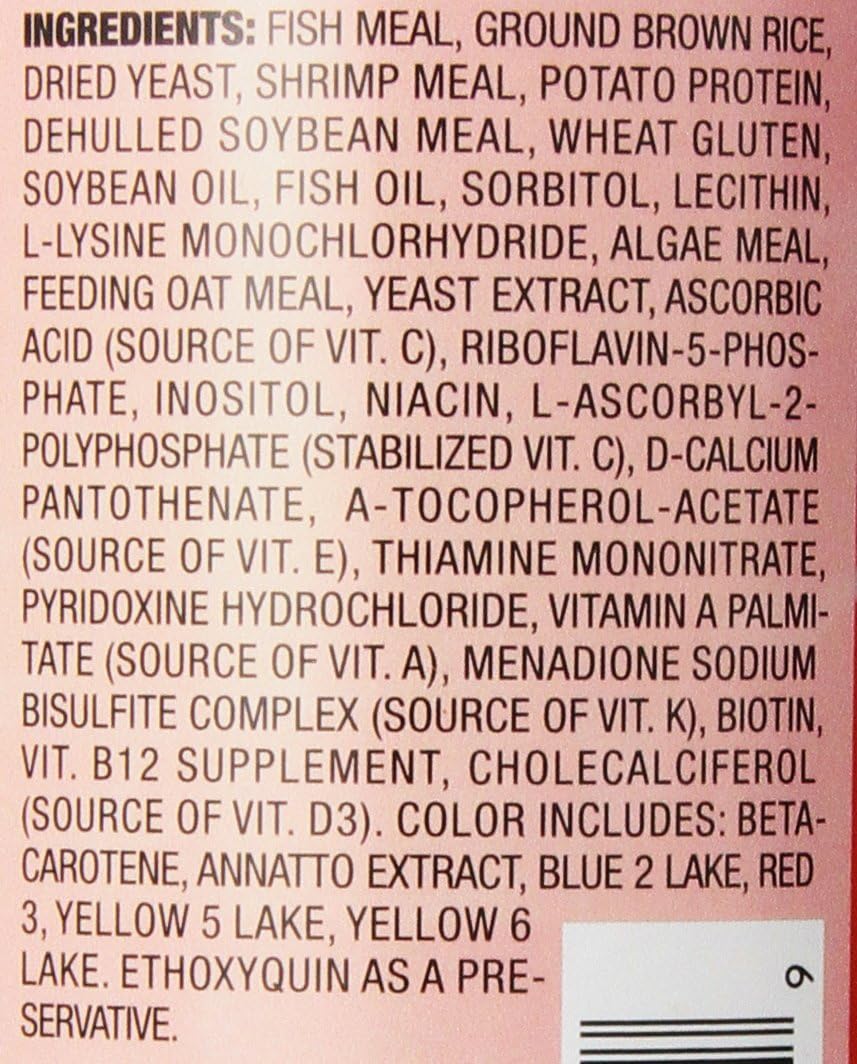 INGREDIENTS: FISH MEAL, GROUND BROWN RICE,
DRIED YEAST, SHRIMP MEAL, POTATO PROTEIN,
DEHULLED SOYBEAN MEAL, WHEAT GLUTEN,
SOYBEAN OIL, FISH OIL, SORBITOL, LECITHIN,
L-LYSINE MONOCHLORHYDRIDE, ALGAE MEAL,
FEEDING OAT MEAL, YEAST EXTRACT, ASCORBIC
ACID (SOURCE OF VIT. C), RIBOFLAVIN-5-PHOS-
PHATE, INOSITOL, NIACIN, L-ASCORBYL-2-
POLYPHOSPHATE (STABILIZED VIT. C), D-CALCIUM
PANTOTHENATE, A-TOCOPHEROL-ACETATE
(SOURCE OF VIT. E), THIAMINE MONONITRATE,
PYRIDOXINE HYDROCHLORIDE, VITAMIN A PALMI-
TATE (SOURCE OF VIT. A), MENADIONE SODIUM
BISULFITE COMPLEX (SOURCE OF VIT. K), BIOTIN,
VIT. B12 SUPPLEMENT, CHOLECALCIFEROL
(SOURCE OF VIT. D3). COLOR INCLUDES: BETA-
CAROTENE, ANNATTO EXTRACT, BLUE 2 LAKE, RED
3, YELLOW 5 LAKE, YELLOW 6
LAKE. ETHOXYQUIN AS A PRE-
SERVATIVE.
9